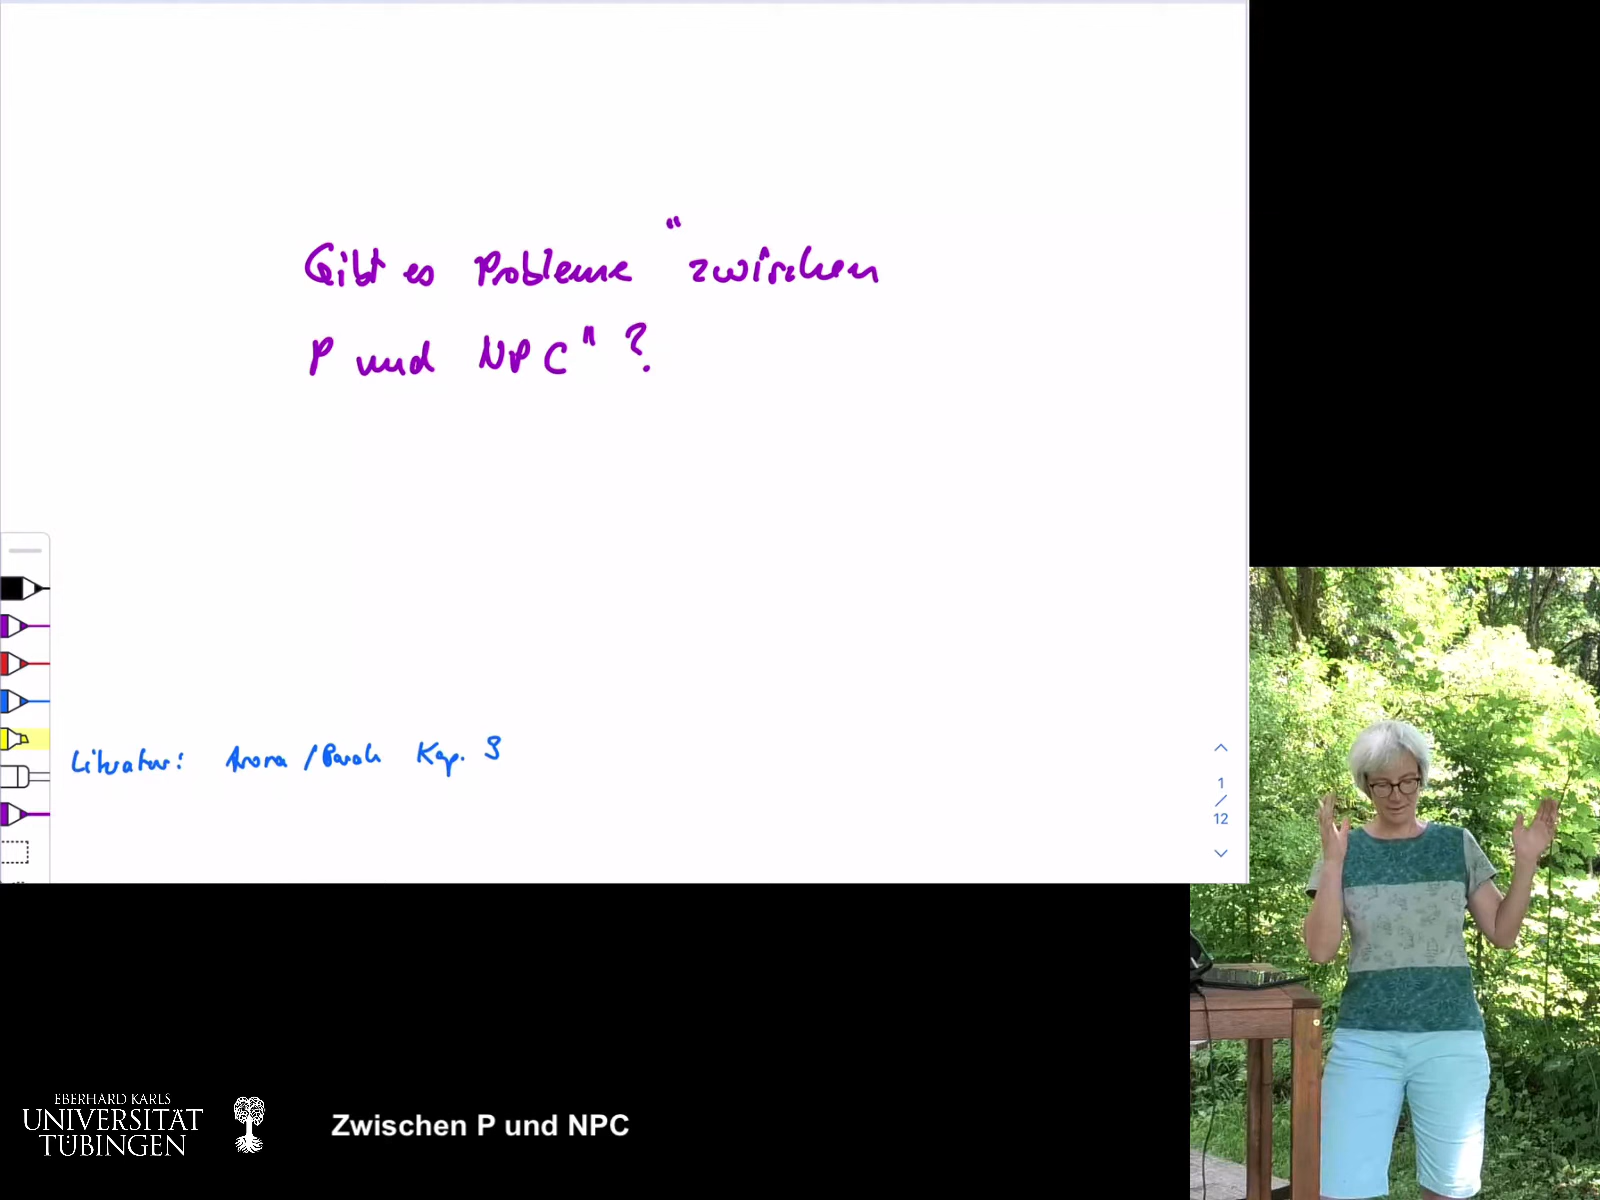 Gibt es Probleme "zwischen
P und NPC" ?
Literatur: Arora / Barak Kap. 3
1
/
12
EBERHARD KARLS
UNIVERSITÄT
TÜBINGEN
Zwischen P und NPC